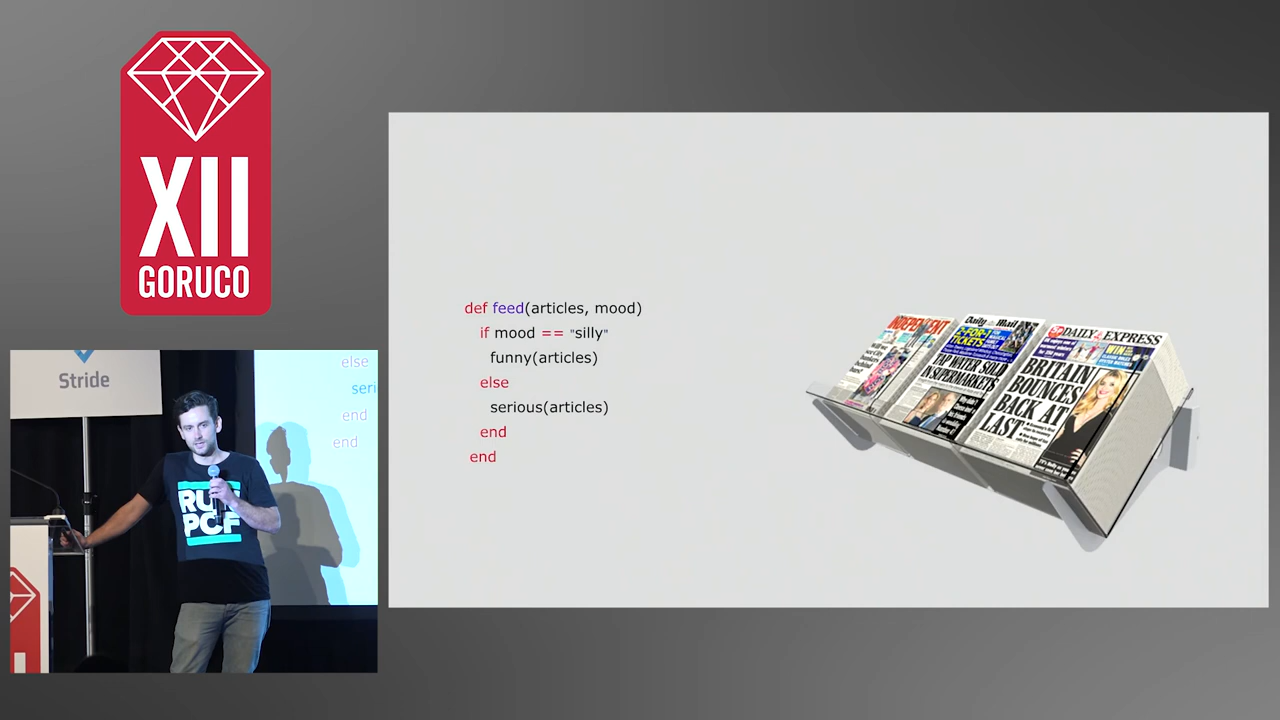 XII
GORUCO
Stride
else
seri
end
end
RUN
PCF
def feed(articles, mood)
if mood == "silly"
funny(articles)
else
serious(articles)
end
end
INDEPENDENT
Daily Mail
2-FOR-1
TICKETS
TAP WATER SOLD
IN SUPERMARKETS
DAILY EXPRESS
WIN
BRITAIN
BOUNCES
BACK AT
LAST